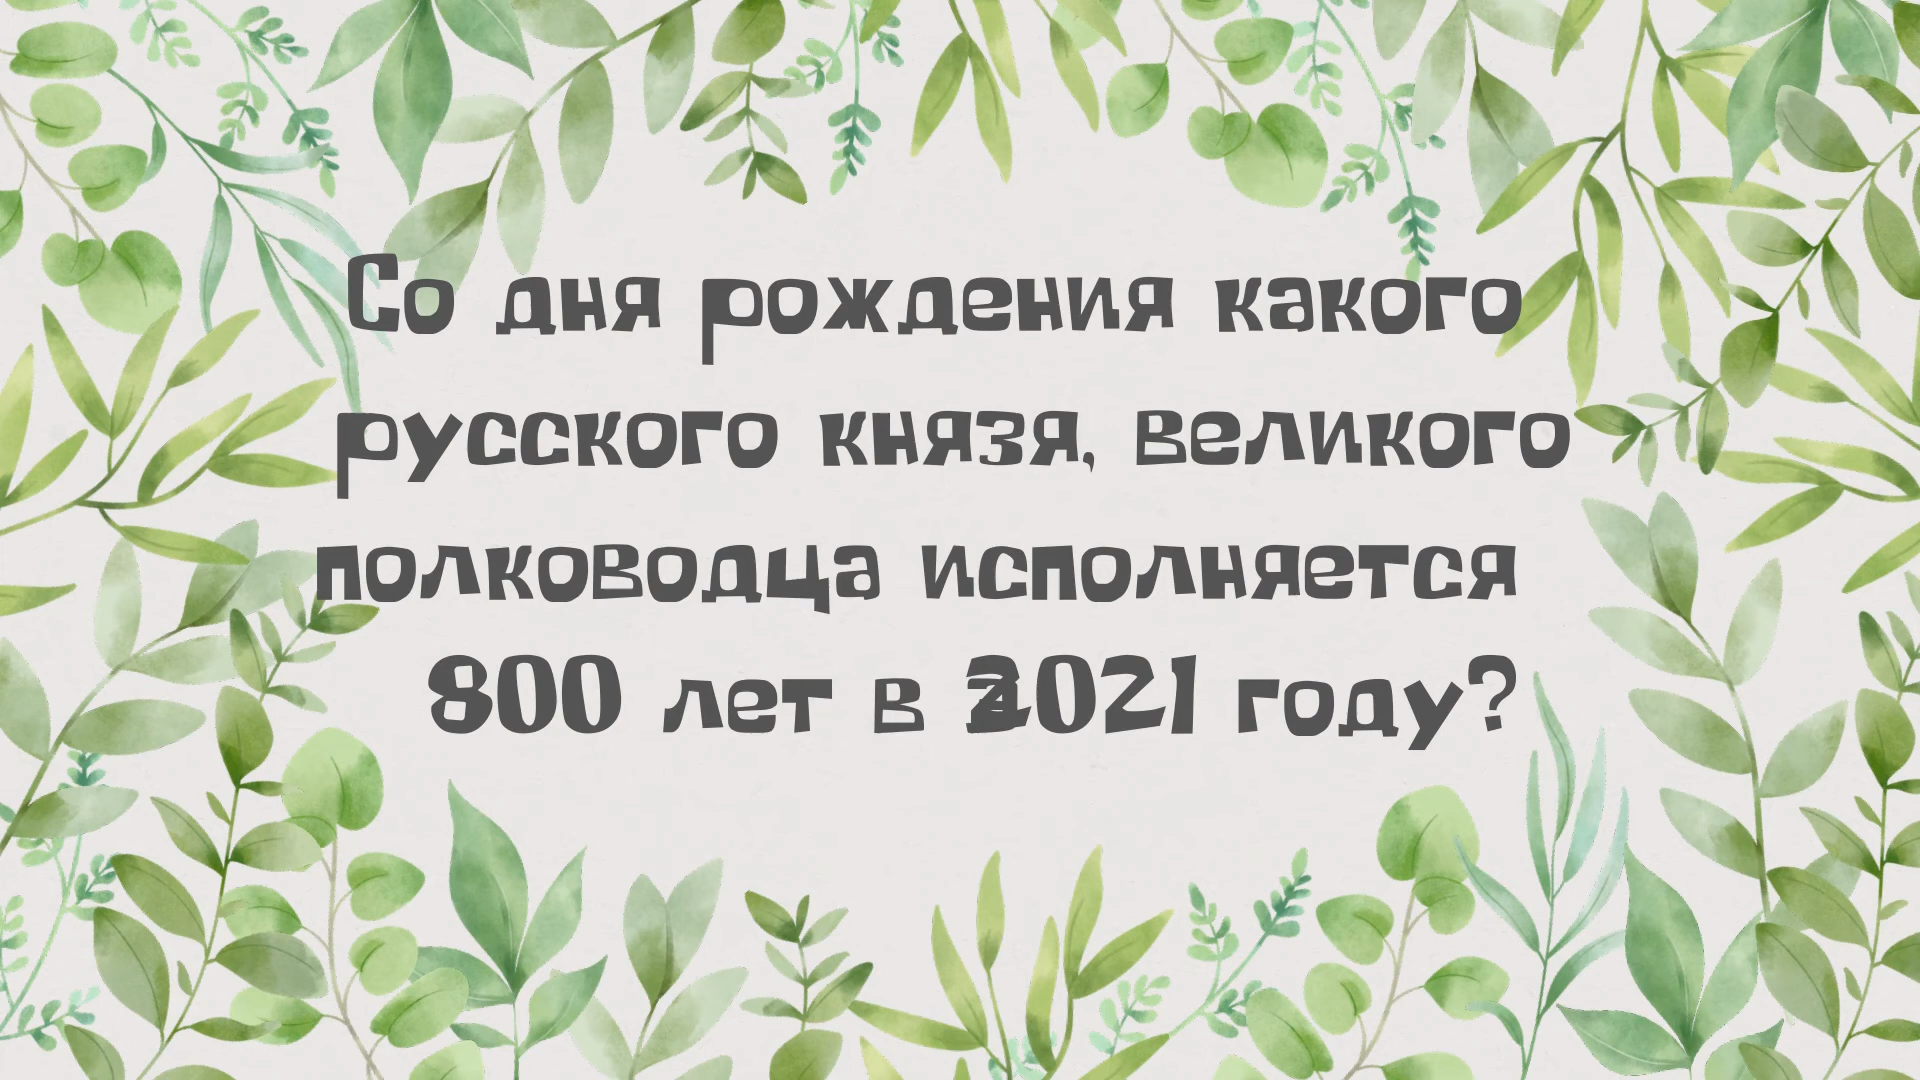 Со дня рождения какого
русского князя, великого
полководца исполняется
800 лет в 2021 году?